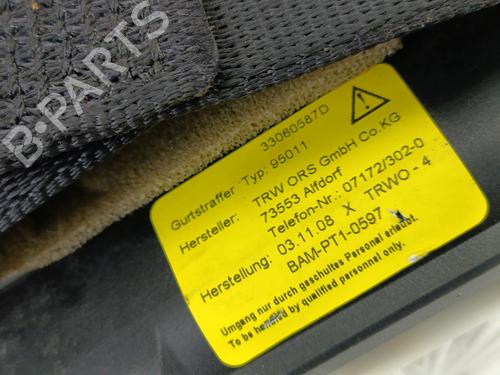 B-PARTS
33060587D
Gurtstraffer Typ: 95011
Hersteller: TRW ORS GmbH Co.KG
73553 Alfdorf
Telefon-Nr.: 07172/302-0
Herstellung: 03.11.08 X TRWO - 4
BAM-PT1-0597
Umgang nur durch geschultes Personal erlaubt.
To be handled by qualified personnel only.